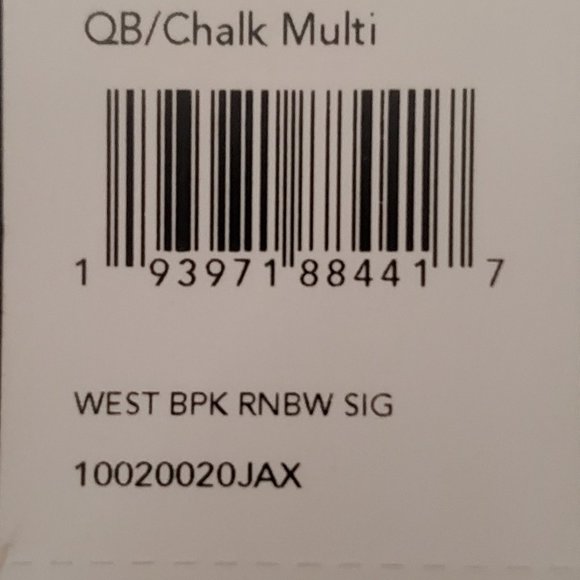 QB/Chalk Multi
1 93971 88441 7
WEST BPK RNBW SIG
10020020JAX